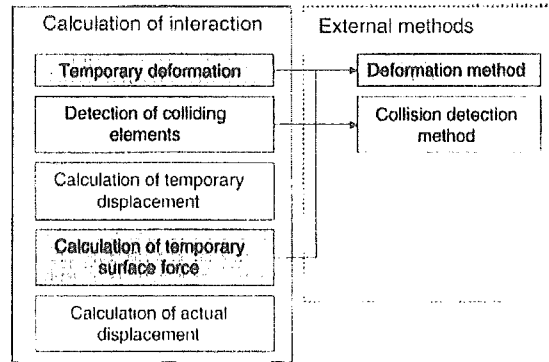 Calculation of interaction
External methods
Temporary deformation
Deformation method
Detection of colliding
elements
Collision detection
method
Calculation of temporary
displacement
Calculation of temporary
surface force
Calculation of actual
displacement